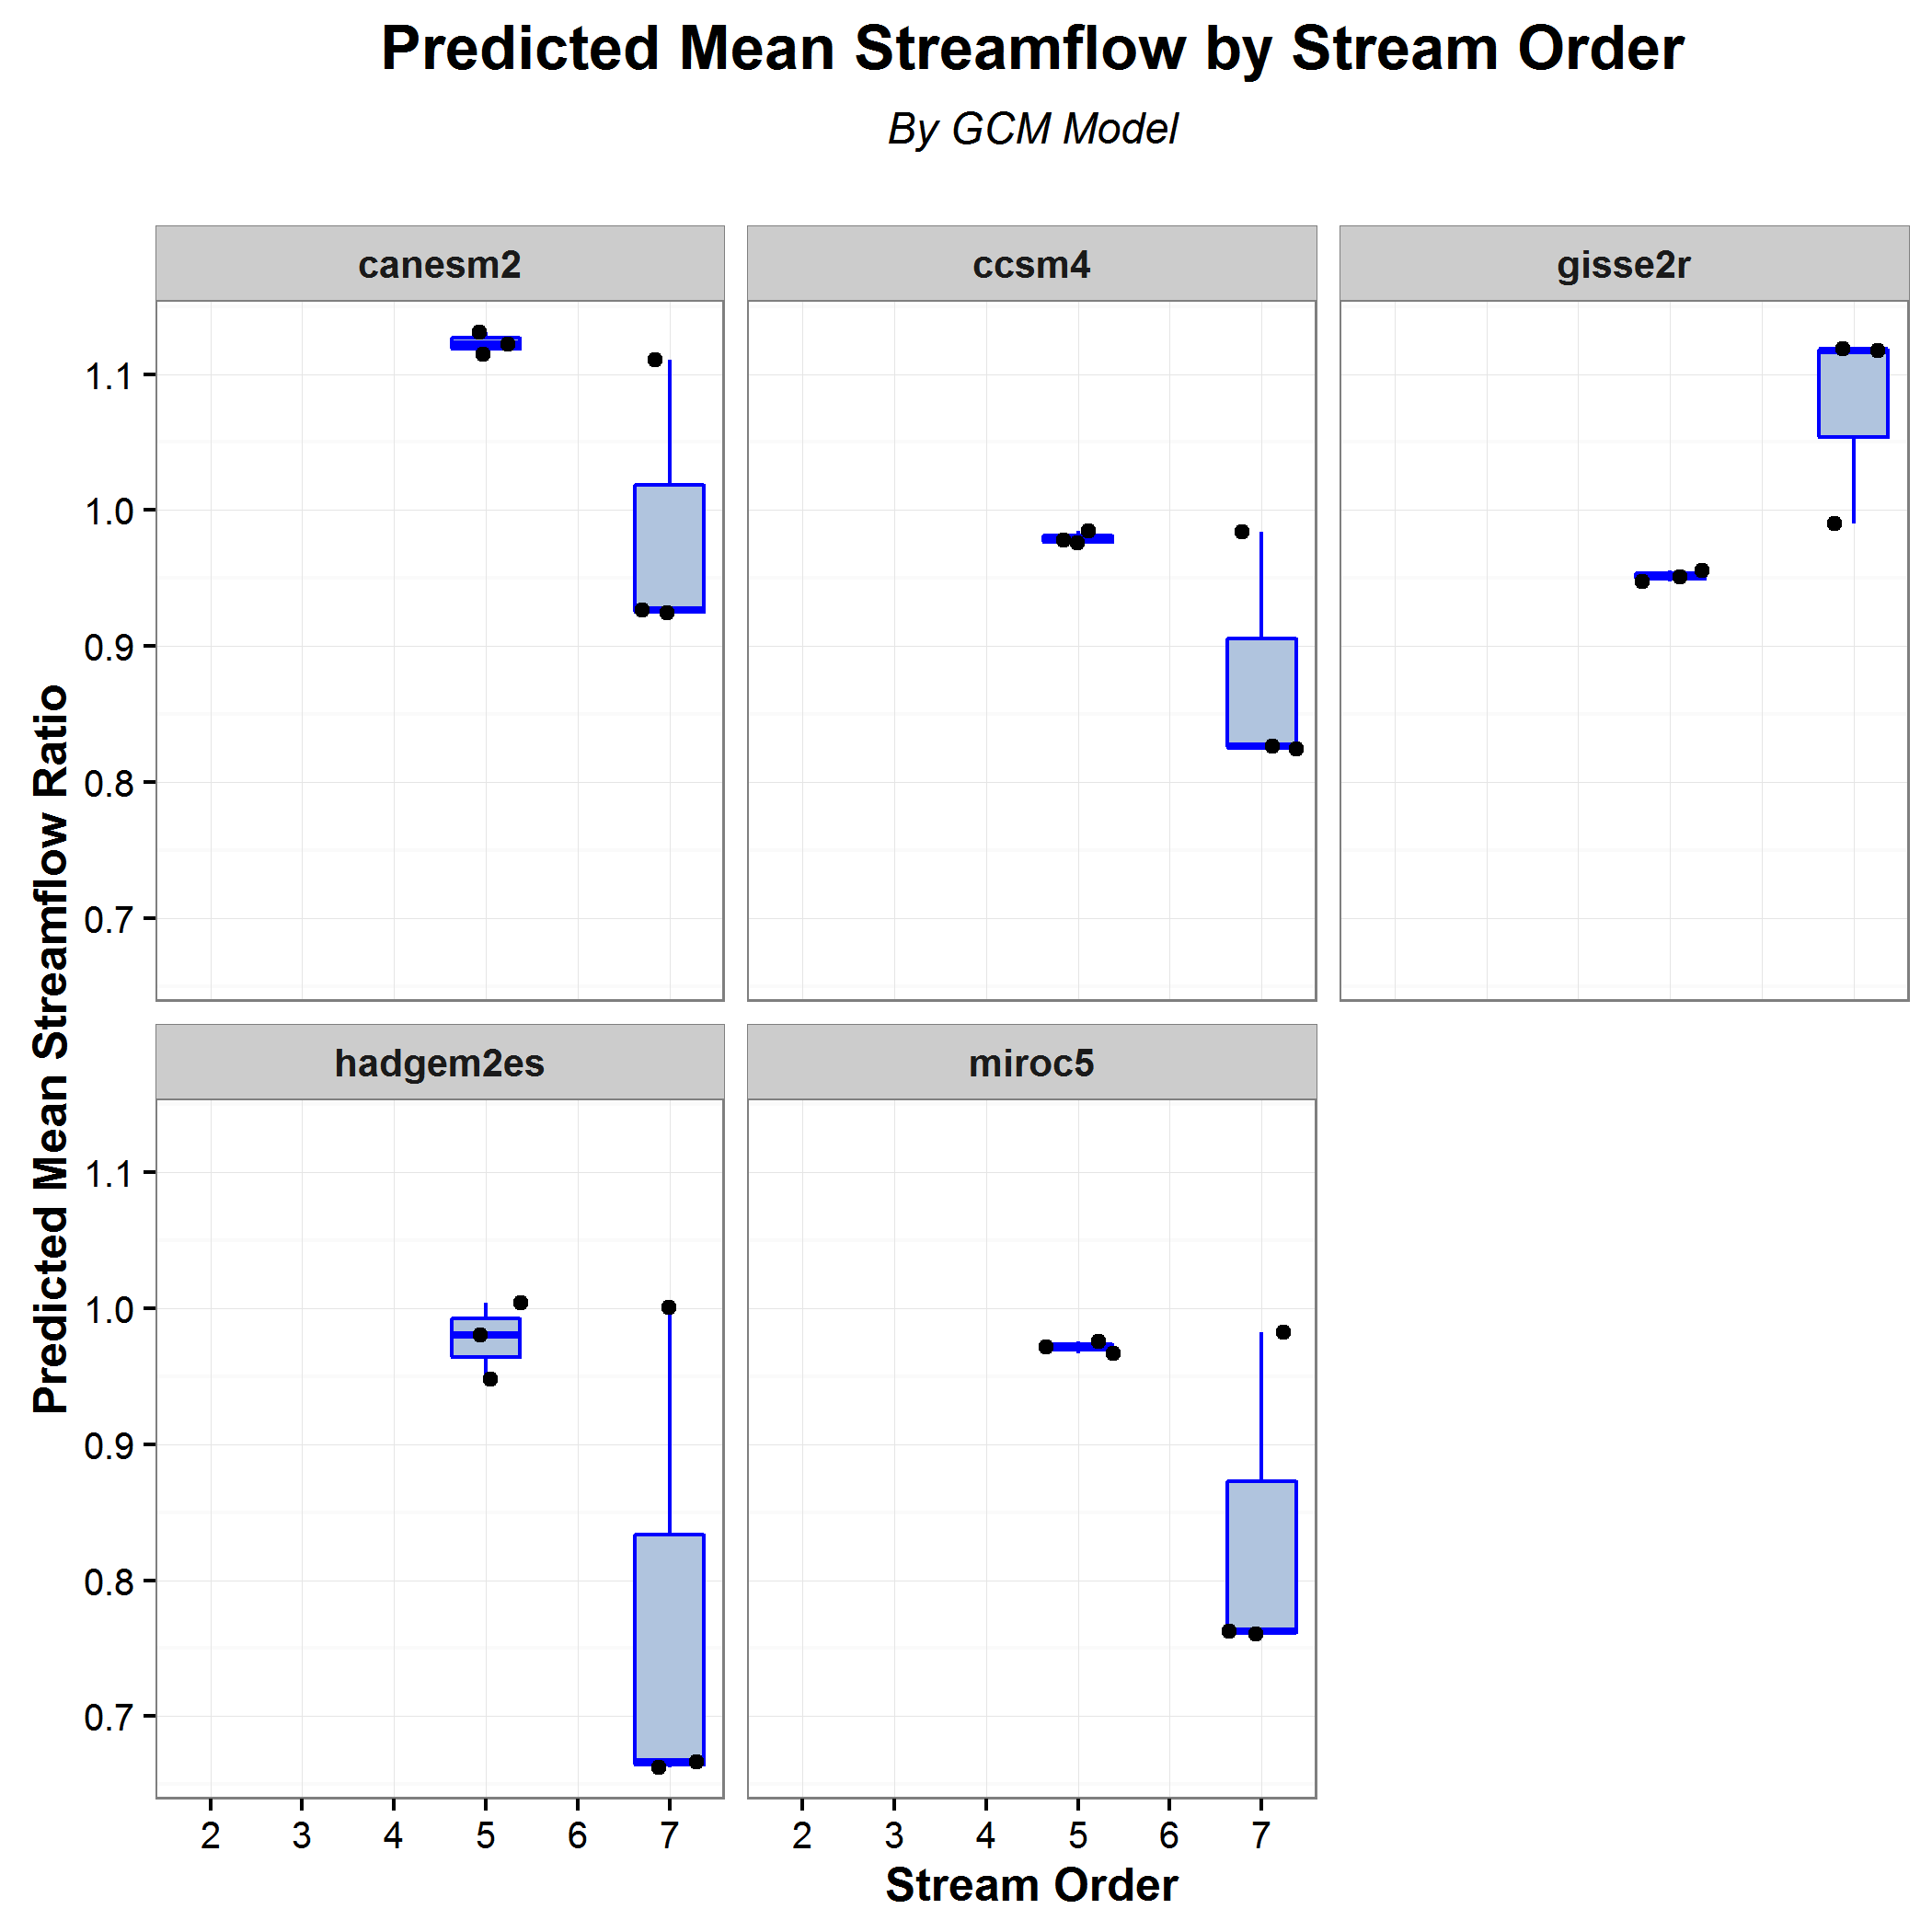 Predicted Mean Streamflow by Stream Order
By GCM Model
canesm2
ccsm4
gisse2r
1.1
1.0
0.9
0.8
0.7
Predicted Mean Streamflow Ratio
hadgem2es
miroc5
1.1
1.0
0.9
0.8
0.7
2 3 4 5 6 7
2 3 4 5 6 7
Stream Order